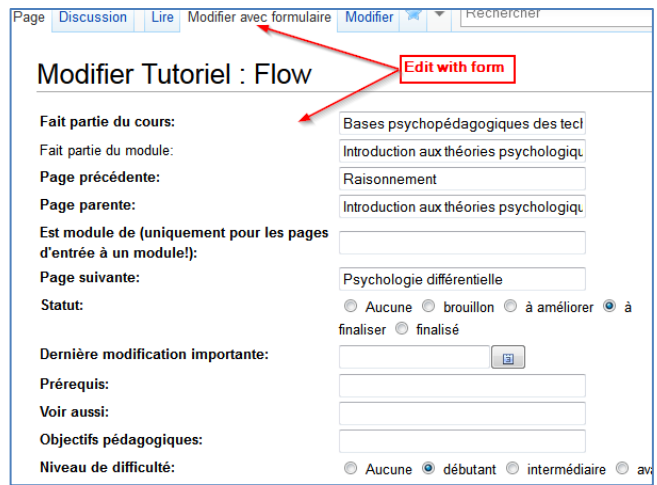 Page Discussion Lire Modifier avec formulaire Modifier Rechercher
Modifier Tutoriel : Flow
Edit with form
Fait partie du cours: Bases psychopédagogiques des tecl
Fait partie du module: Introduction aux théories psychologiqu
Page précédente: Raisonnement
Page parente: Introduction aux théories psychologiqu
Est module de (uniquement pour les pages
d'entrée à un module!):
Page suivante: Psychologie différentielle
Statut: Aucune brouillon à améliorer à
finaliser finalisé
Dernière modification importante:
Prérequis:
Voir aussi:
Objectifs pédagogiques:
Niveau de difficulté: Aucune débutant intermédiaire